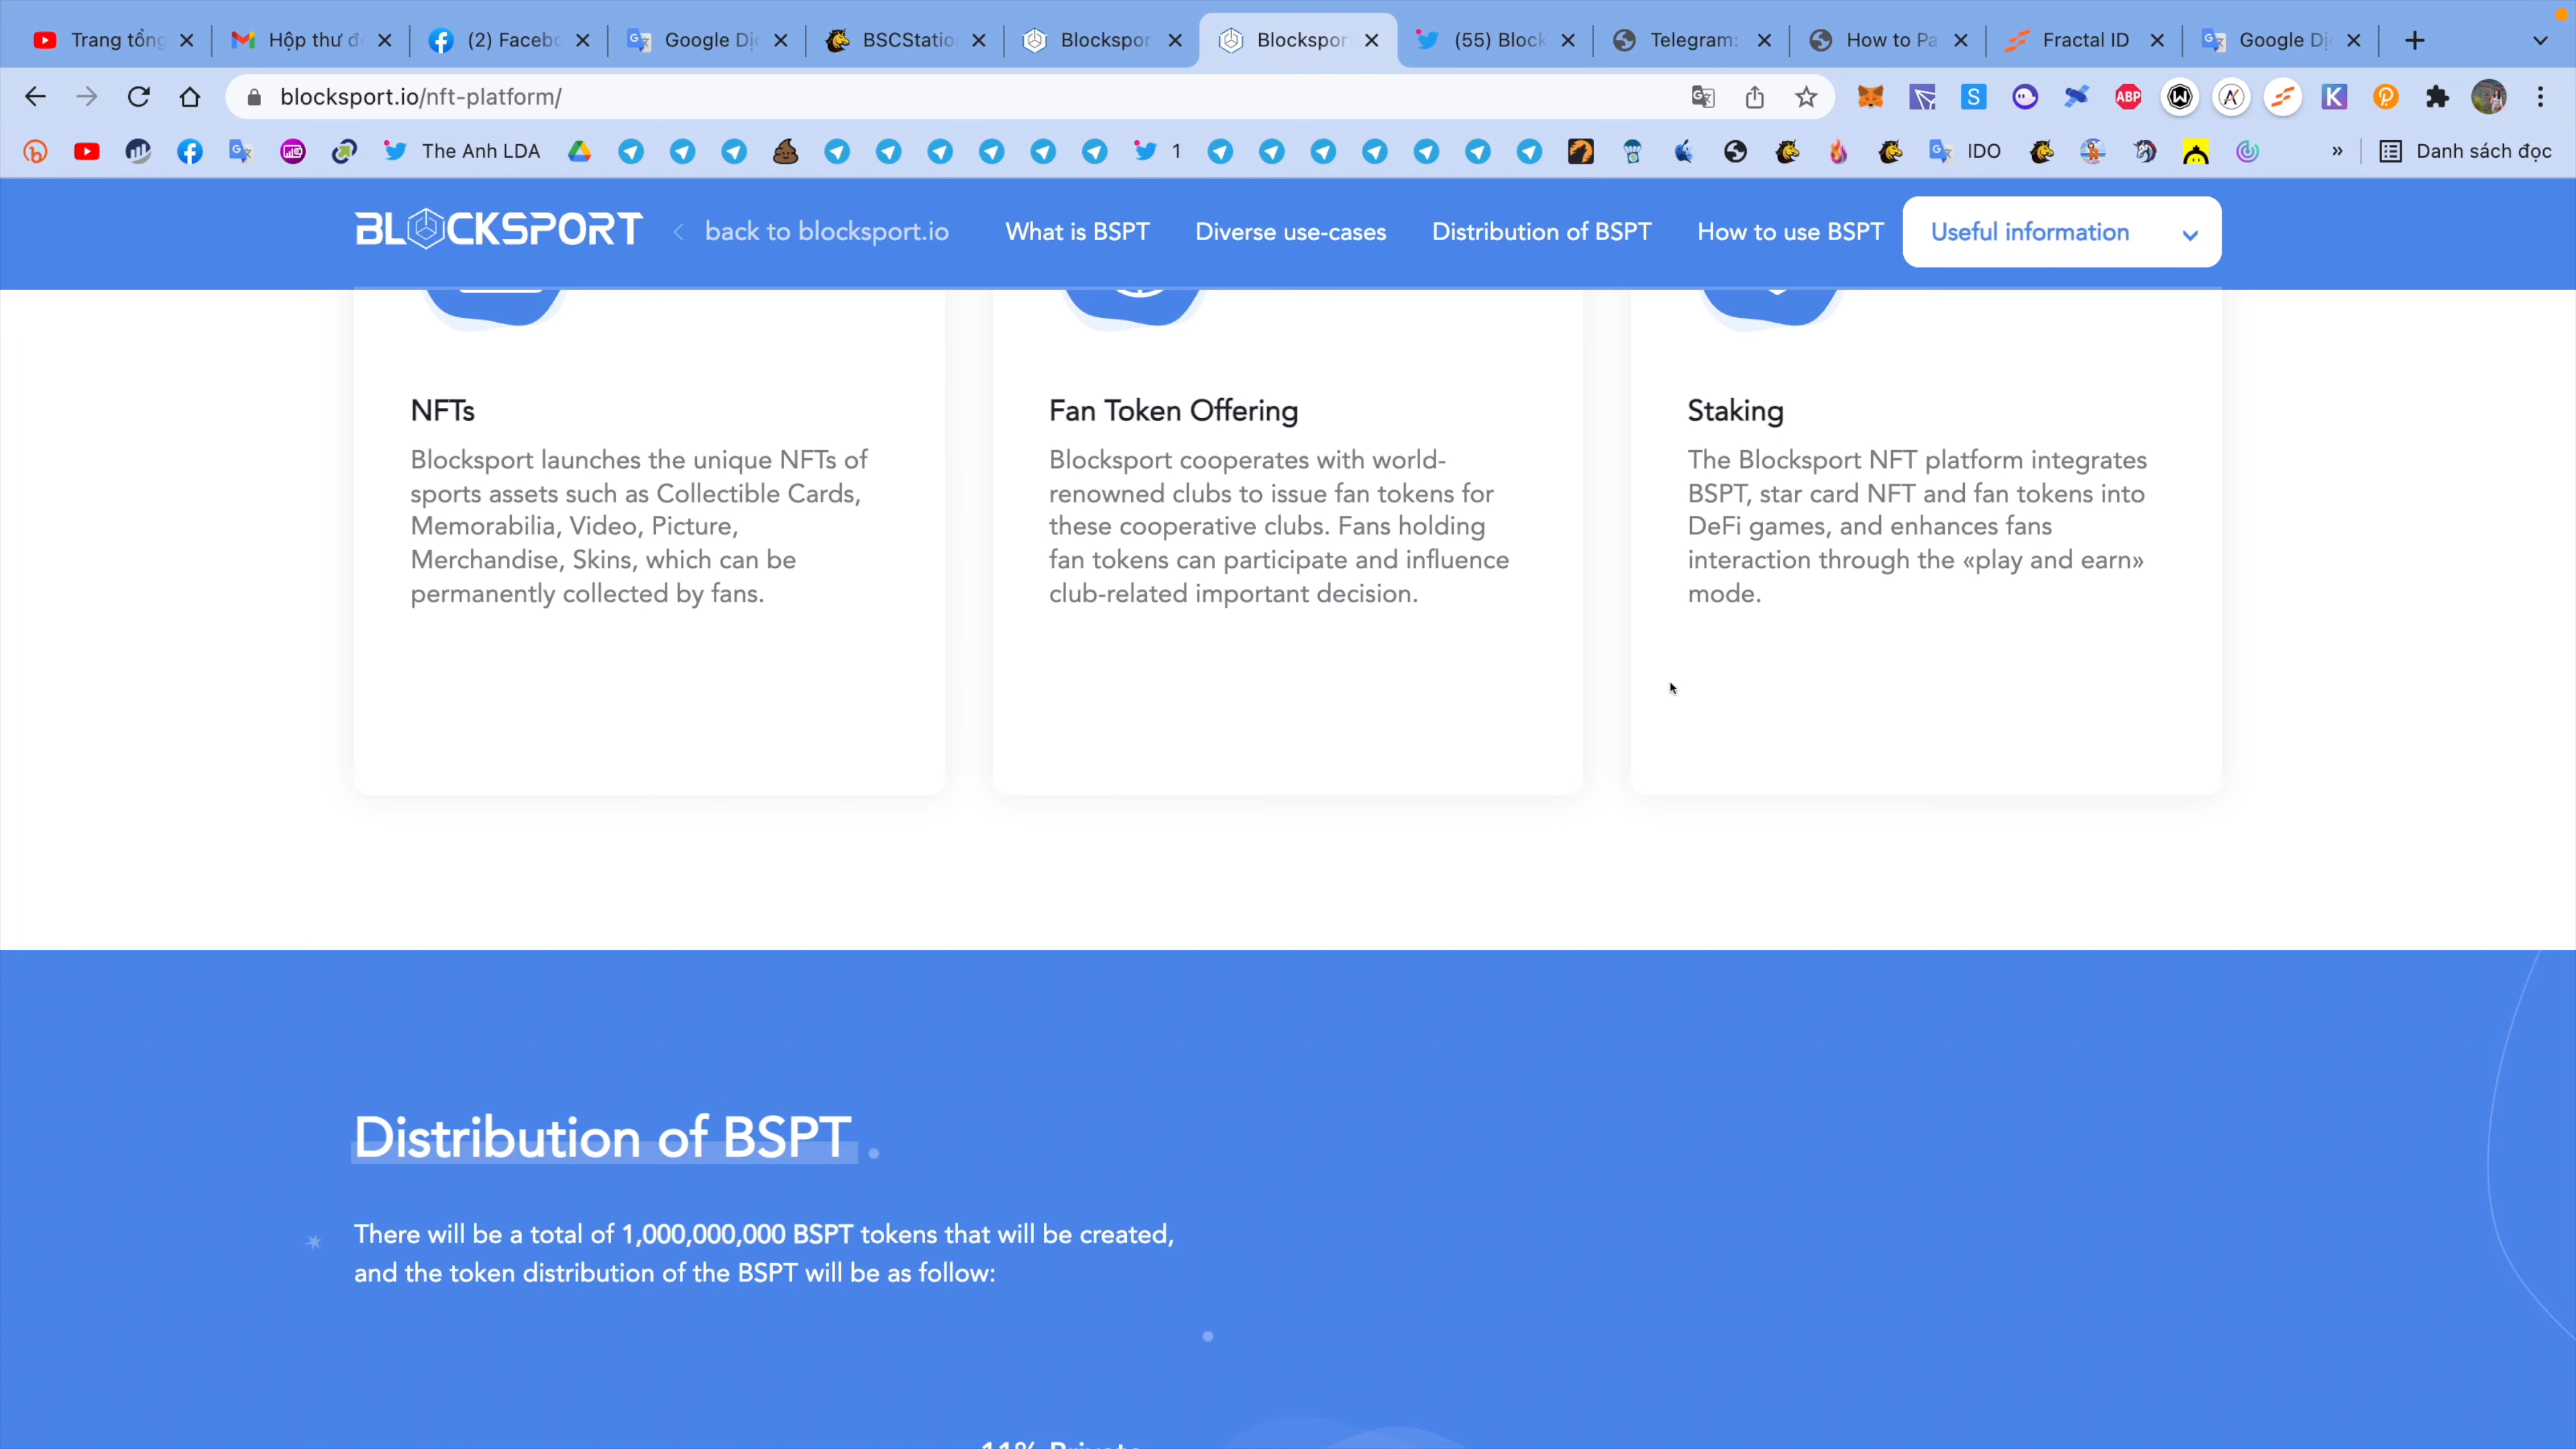 Trang tổng
Hộp thư đ
(2) Facebo
Google Dị
BSCStatio
Blockspor
Blockspor
(55) Block
Telegram:
How to Pa
Fractal ID
Google Dị
blocksport.io/nft-platform/
The Anh LDA
1
IDO
»
Danh sách đọc
BLOCKSPORT
back to blocksport.io
What is BSPT
Diverse use-cases
Distribution of BSPT
How to use BSPT
Useful information
NFTs
Blocksport launches the unique NFTs of
sports assets such as Collectible Cards,
Memorabilia, Video, Picture,
Merchandise, Skins, which can be
permanently collected by fans.
Fan Token Offering
Blocksport cooperates with world-
renowned clubs to issue fan tokens for
these cooperative clubs. Fans holding
fan tokens can participate and influence
club-related important decision.
Staking
The Blocksport NFT platform integrates
BSPT, star card NFT and fan tokens into
DeFi games, and enhances fans
interaction through the «play and earn»
mode.
Distribution of BSPT
There will be a total of 1,000,000,000 BSPT tokens that will be created,
and the token distribution of the BSPT will be as follow:
11% Private